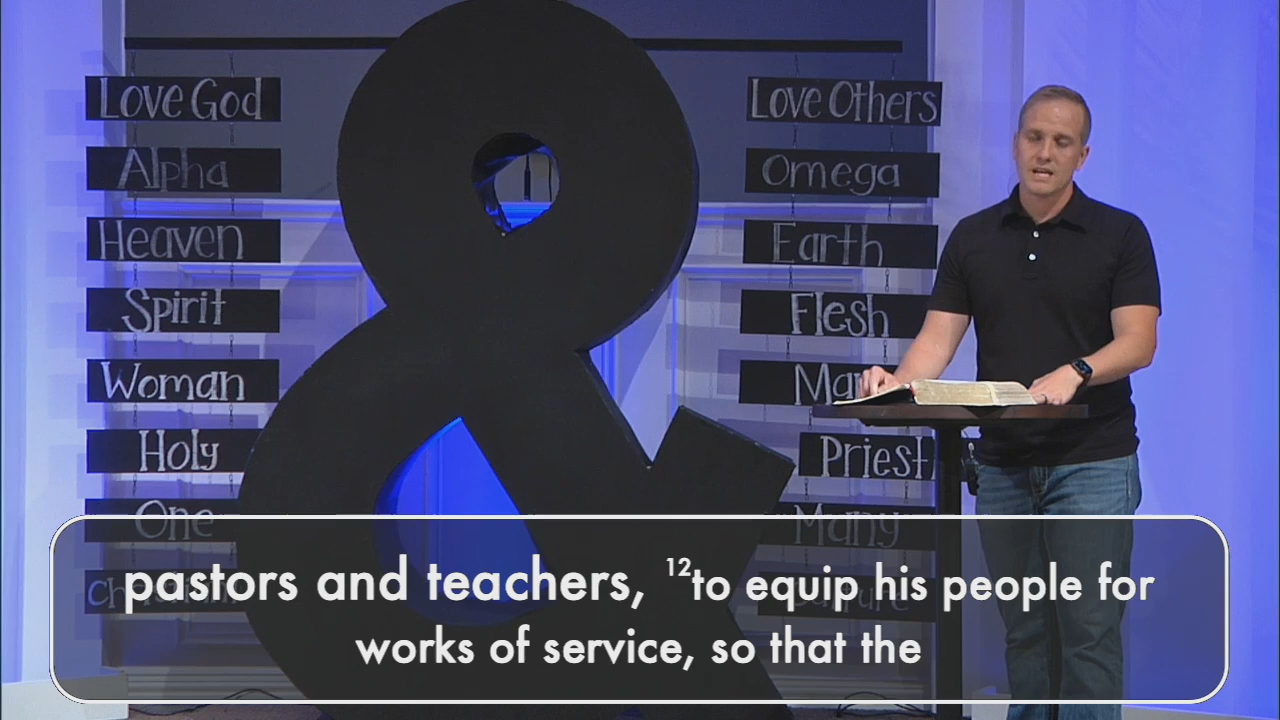 Love God
Alpha
Heaven
Spirit
Woman
Holy
One
Love Others
Omega
Earth
Flesh
Priest
Many
pastors and teachers, ¹²to equip his people for
works of service, so that the